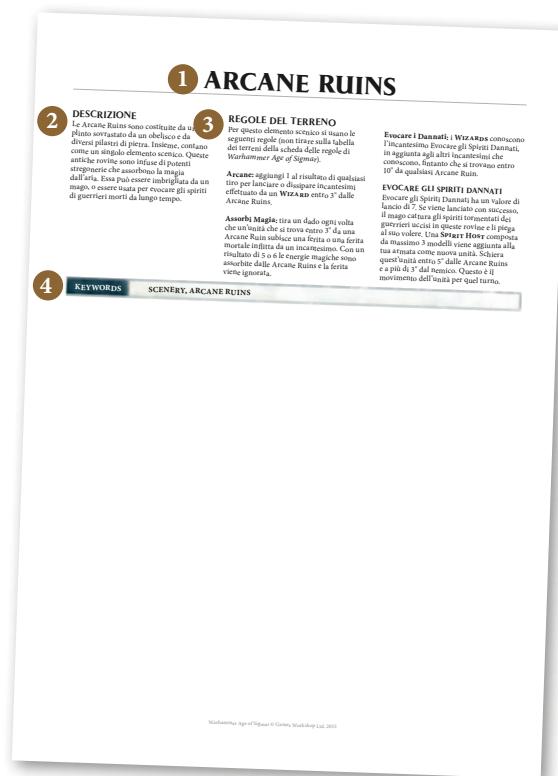 1 ARCANE RUINS
2 DESCRIZIONE
Le Arcane Ruins sono costituite da un
plinto sovrastato da un obelisco e da
diversi pilastri di pietra. Insieme, contano
come un singolo elemento scenico. Queste
antiche rovine sono infuse di potenti
stregonerie che assorbono la magia
dall'aria. Essa può essere imbrigliata da un
mago, o essere usata per evocare gli spiriti
di guerrieri morti da lungo tempo.
3 REGOLE DEL TERRENO
Per questo elemento scenico si usano le
seguenti regole (non tirare sulla tabella
dei terreni della scheda delle regole di
Warhammer Age of Sigmar).
Arcane: aggiungi 1 al risultato di qualsiasi
tiro per lanciare o dissipare incantesimi
effettuato da un WIZARD entro 3" dalle
Arcane Ruins.
Assorbi Magia: tira un dado ogni volta
che un'unità che si trova entro 3" da una
Arcane Ruin subisce una ferita o una ferita
mortale inflitta da un incantesimo. Con un
risultato di 5 o 6 le energie magiche sono
assorbite dalle Arcane Ruins e la ferita
viene ignorata.
Evocare i Dannati: i WIZARDS conoscono
l'incantesimo Evocare gli Spiriti Dannati,
in aggiunta agli altri incantesimi che
conoscono, fintanto che si trovano entro
10" da qualsiasi Arcane Ruin.
EVOCARE GLI SPIRITI DANNATI
Evocare gli Spiriti Dannati ha un valore di
lancio di 7. Se viene lanciato con successo,
il mago cattura gli spiriti tormentati dei
guerrieri uccisi in queste rovine e li piega
al suo volere. Una SPIRIT HOST composta
da massimo 3 modelli viene aggiunta alla
tua armata come nuova unità. Schiera
quest'unità entro 5" dalle Arcane Ruins
e a più di 3" dal nemico. Questo è il
movimento dell'unità per quel turno.
4 KEYWORDS SCENERY, ARCANE RUINS
Warhammer Age of Sigmar © Games Workshop Ltd. 2015